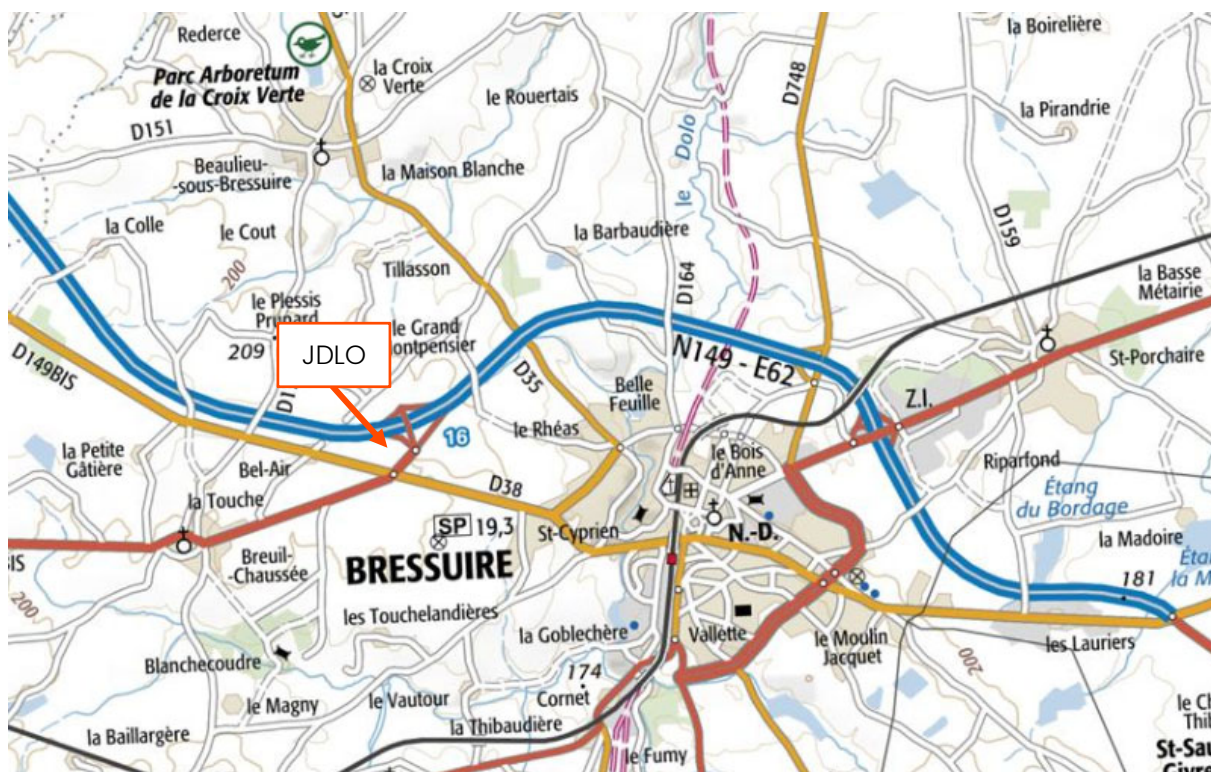 la Boirelière
Rederce
la Croix
Verte
Parc Arboretum
de la Croix Verte
le Rouertais
D748
la Pirandrie
D151
le Dolo
Beaulieu-
-sous-Bressuire
la Maison Blanche
D159
la Colle
le Cout
la Barbaudière
200
Tillasson
D164
la Basse
Métairie
le Plessis
Prunard
209
JDLO
le Grand
D149BIS
D1
D35
N149 - E62
St-Porchaire
Belle
Feuille
Z.I.
16
le Rhéas
la Petite
Gâtière
Bel-Air
le Bois
d'Anne
Riparfond
la Touche
D38
Étang
du Bordage
SP 19,3
St-Cyprien
N.-D.
la Madoire
BIS
Breuil-
-Chaussée
BRESSUIRE
181
200
les Touchelandières
la Goblechère
Vallette
le Moulin
Jacquet
les Lauriers
Blanchecoudre
174
200
le Magny
le Vautour
Cornet
la Thibaudière
la Baillargère
le Fumy